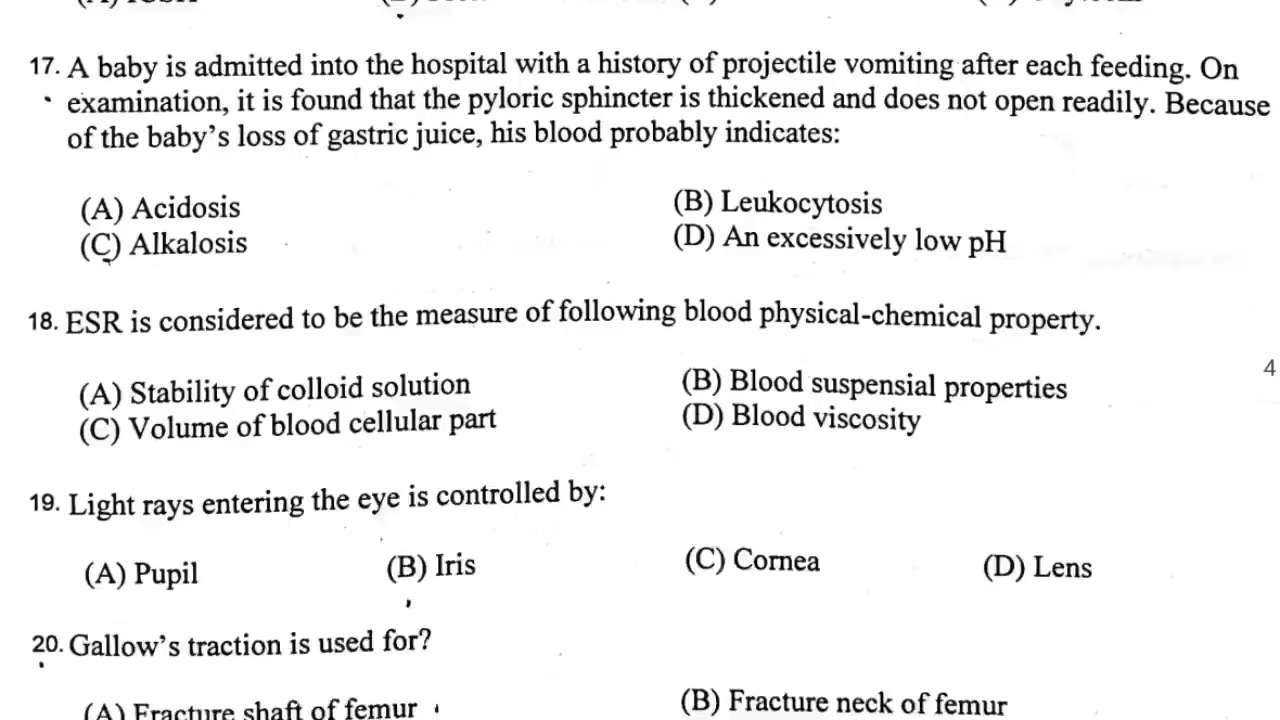 17. A baby is admitted into the hospital with a history of projectile vomiting after each feeding. On
examination, it is found that the pyloric sphincter is thickened and does not open readily. Because
of the baby's loss of gastric juice, his blood probably indicates:
(A) Acidosis (B) Leukocytosis
(C) Alkalosis (D) An excessively low pH
18. ESR is considered to be the measure of following blood physical-chemical property.
4
(A) Stability of colloid solution (B) Blood suspensial properties
(C) Volume of blood cellular part (D) Blood viscosity
19. Light rays entering the eye is controlled by:
(A) Pupil (B) Iris (C) Cornea (D) Lens
20. Gallow's traction is used for?
(A) Fracture shaft of femur (B) Fracture neck of femur